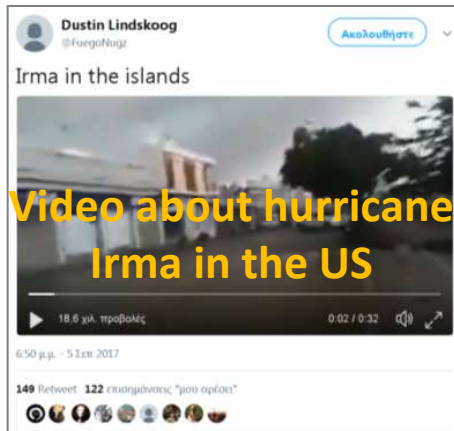 Dustin Lindskoog
@FuegoNugz
Ακολουθήστε
Irma in the islands
Video about hurricane
Irma in the US
18,6 χιλ. προβολές
0:02 / 0:32
6:50 μ.μ. - 5 Σεπ 2017
149 Retweet 122 επισημάνσεις "μου αρέσει"